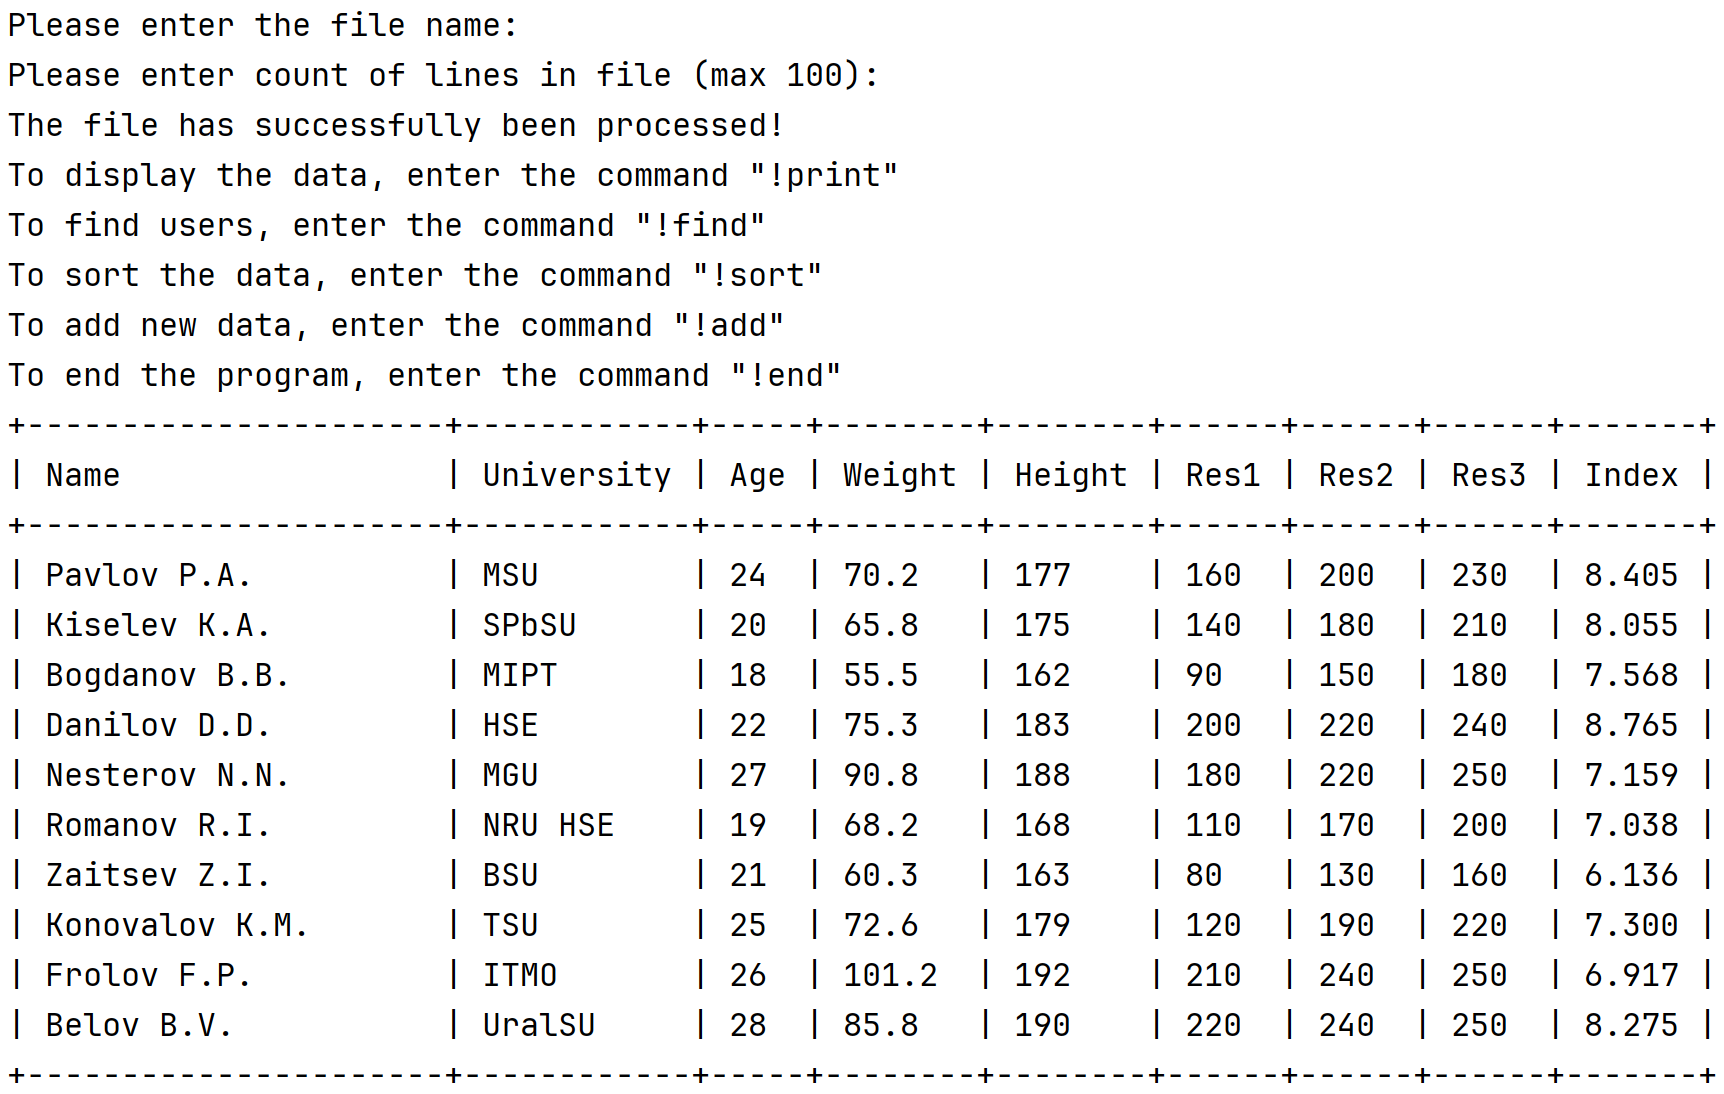 Please enter the file name:
Please enter count of lines in file (max 100):
The file has successfully been processed!
To display the data, enter the command "!print"
To find users, enter the command "!find"
To sort the data, enter the command "!sort"
To add new data, enter the command "!add"
To end the program, enter the command "!end"
+----------------------+------------+-----+--------+--------+------+------+------+-------+
| Name                 | University | Age | Weight | Height | Res1 | Res2 | Res3 | Index |
+----------------------+------------+-----+--------+--------+------+------+------+-------+
| Pavlov P.A.          | MSU        | 24  | 70.2   | 177    | 160  | 200  | 230  | 8.405 |
| Kiselev K.A.         | SPbSU      | 20  | 65.8   | 175    | 140  | 180  | 210  | 8.055 |
| Bogdanov B.B.        | MIPT       | 18  | 55.5   | 162    | 90   | 150  | 180  | 7.568 |
| Danilov D.D.         | HSE        | 22  | 75.3   | 183    | 200  | 220  | 240  | 8.765 |
| Nesterov N.N.        | MGU        | 27  | 90.8   | 188    | 180  | 220  | 250  | 7.159 |
| Romanov R.I.         | NRU HSE    | 19  | 68.2   | 168    | 110  | 170  | 200  | 7.038 |
| Zaitsev Z.I.         | BSU        | 21  | 60.3   | 163    | 80   | 130  | 160  | 6.136 |
| Konovalov K.M.       | TSU        | 25  | 72.6   | 179    | 120  | 190  | 220  | 7.300 |
| Frolov F.P.          | ITMO       | 26  | 101.2  | 192    | 210  | 240  | 250  | 6.917 |
| Belov B.V.           | UralSU     | 28  | 85.8   | 190    | 220  | 240  | 250  | 8.275 |
+----------------------+------------+-----+--------+--------+------+------+------+-------+